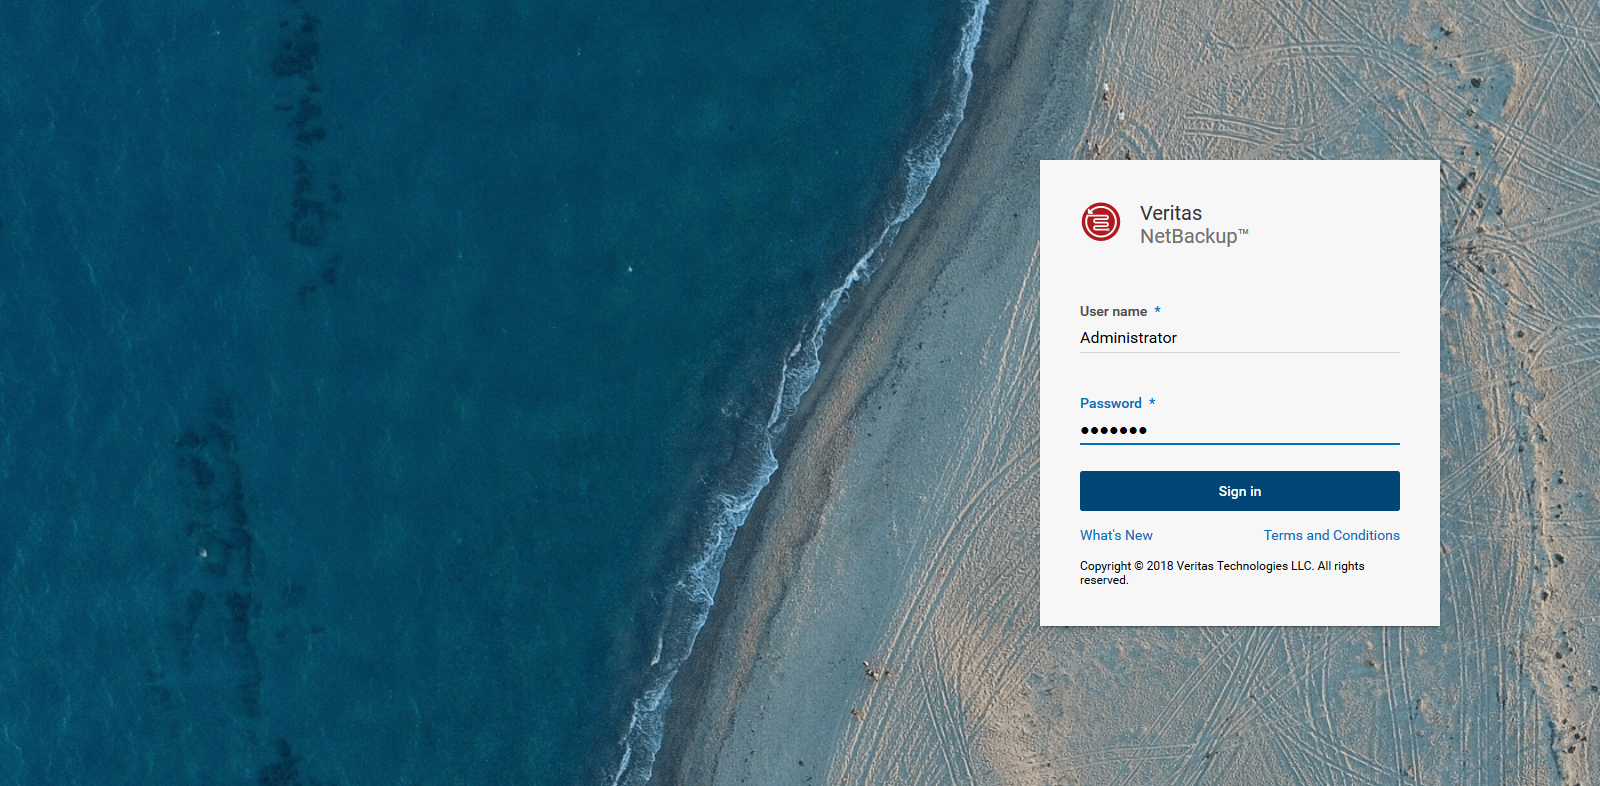 Veritas
NetBackup™
User name *
Administrator
Password *
●●●●●●●
Sign in
What's New Terms and Conditions
Copyright © 2018 Veritas Technologies LLC. All rights
reserved.